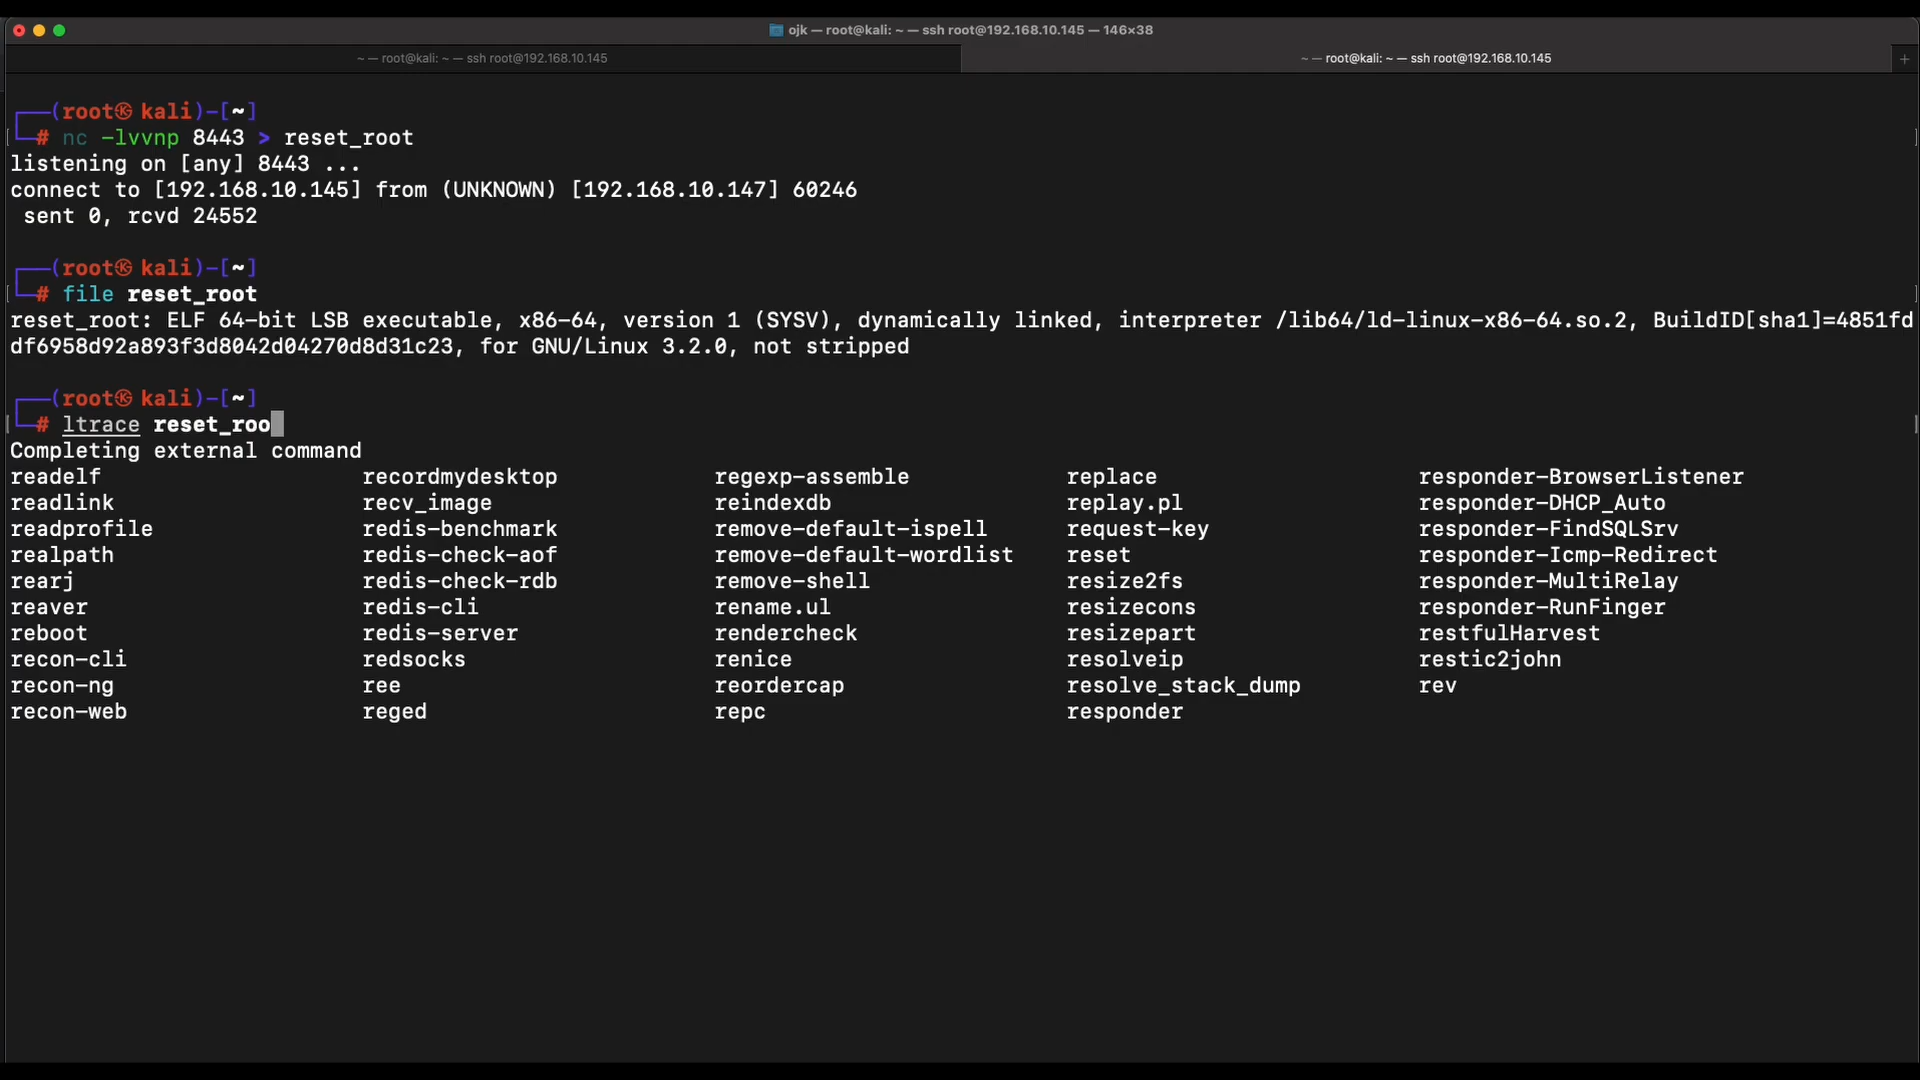 ojk — root@kali: ~ — ssh root@192.168.10.145 — 146×38
~ — root@kali: ~ — ssh root@192.168.10.145
~ — root@kali: ~ — ssh root@192.168.10.145
┌──(root㉿kali)-[~]
└─# nc -lvvnp 8443 > reset_root
listening on [any] 8443 ...
connect to [192.168.10.145] from (UNKNOWN) [192.168.10.147] 60246
 sent 0, rcvd 24552
┌──(root㉿kali)-[~]
└─# file reset_root
reset_root: ELF 64-bit LSB executable, x86-64, version 1 (SYSV), dynamically linked, interpreter /lib64/ld-linux-x86-64.so.2, BuildID[sha1]=4851fd
df6958d92a893f3d8042d04270d8d31c23, for GNU/Linux 3.2.0, not stripped
┌──(root㉿kali)-[~]
└─# ltrace reset_roo
Completing external command
readelf recordmydesktop regexp-assemble replace responder-BrowserListener
readlink recv_image reindexdb replay.pl responder-DHCP_Auto
readprofile redis-benchmark remove-default-ispell request-key responder-FindSQLSrv
realpath redis-check-aof remove-default-wordlist reset responder-Icmp-Redirect
rearj redis-check-rdb remove-shell resize2fs responder-MultiRelay
reaver redis-cli rename.ul resizecons responder-RunFinger
reboot redis-server rendercheck resizepart restfulHarvest
recon-cli redsocks renice resolveip restic2john
recon-ng ree reordercap resolve_stack_dump rev
recon-web reged repc responder